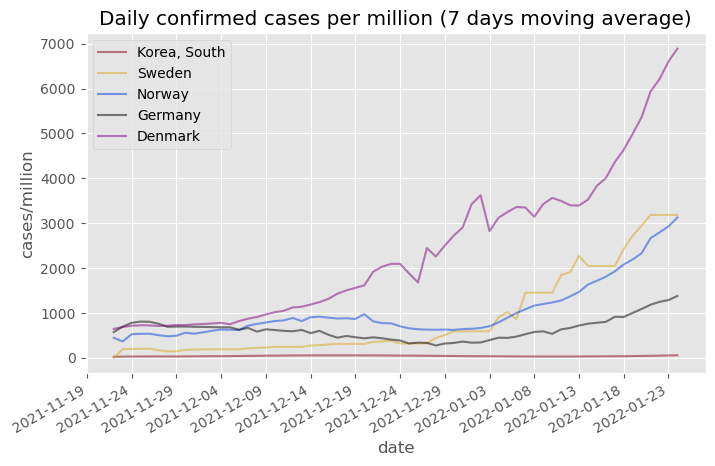 Daily confirmed cases per million (7 days moving average)
7000
6000
5000
4000
3000
2000
1000
0
cases/million
Korea, South
Sweden
Norway
Germany
Denmark
2021-11-19
2021-11-24
2021-11-29
2021-12-04
2021-12-09
2021-12-14
2021-12-19
2021-12-24
2021-12-29
2022-01-03
2022-01-08
2022-01-13
2022-01-18
2022-01-23
date